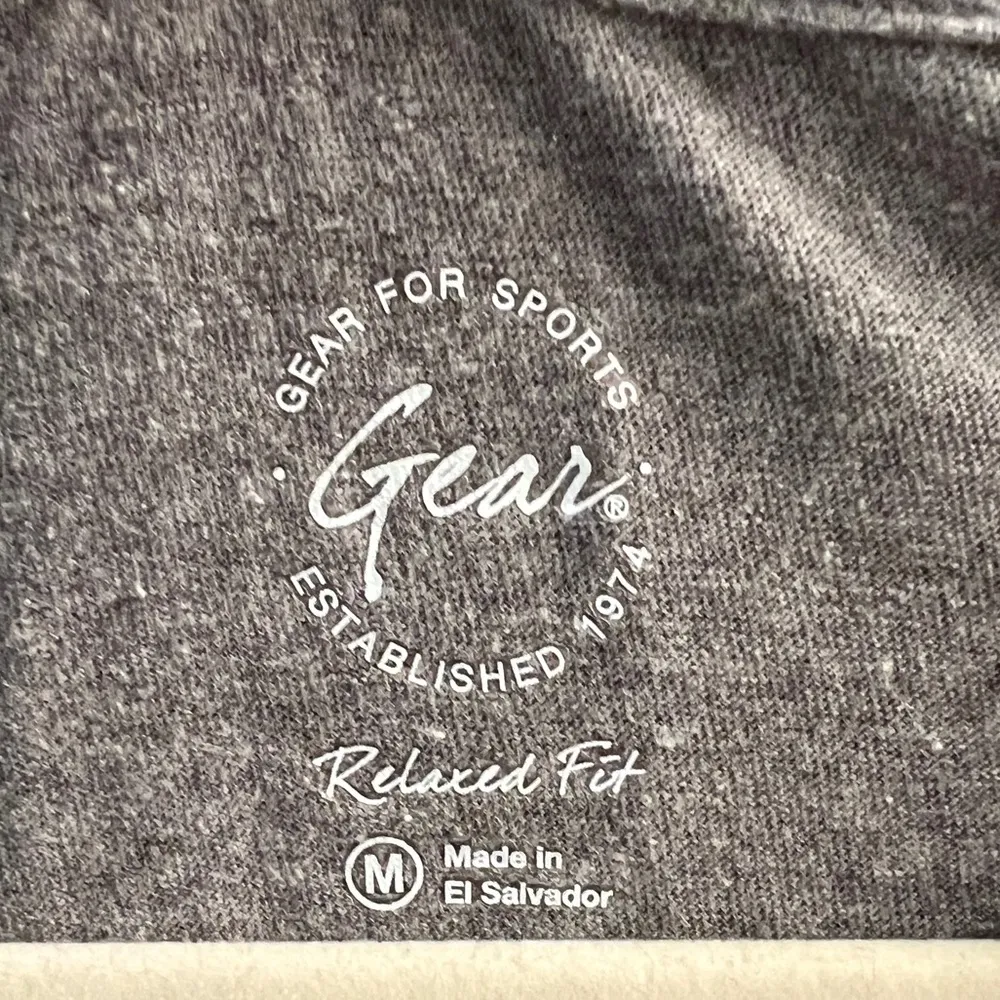 GEAR FOR SPORTS
Gear®
ESTABLISHED 1974
Relaxed Fit
M
Made in
El Salvador